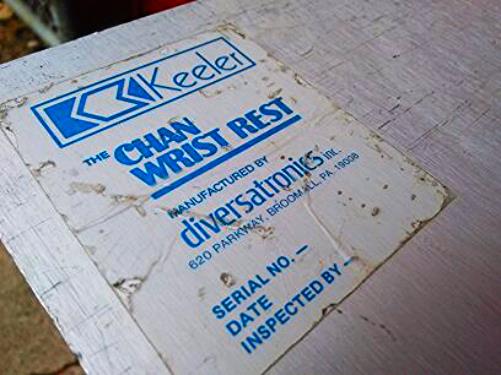 Keeler
THE CHAN
WRIST REST
MANUFACTURED BY
diversatronics inc.
620 PARKWAY, BROOMALL, PA. 19008
SERIAL NO.
DATE
INSPECTED BY